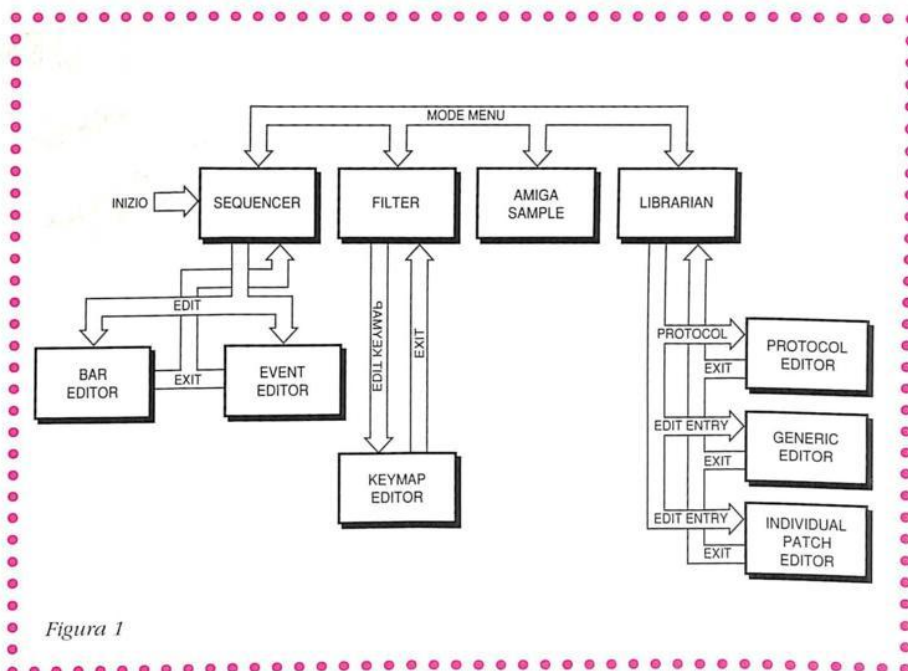 MODE MENU
INIZIO
SEQUENCER
FILTER
AMIGA
SAMPLE
LIBRARIAN
EDIT
BAR
EDITOR
EXIT
EVENT
EDITOR
EDIT KEYMAP
EXIT
KEYMAP
EDITOR
PROTOCOL
EXIT
PROTOCOL
EDITOR
EDIT ENTRY
EXIT
GENERIC
EDITOR
EDIT ENTRY
EXIT
INDIVIDUAL
PATCH
EDITOR
Figura 1